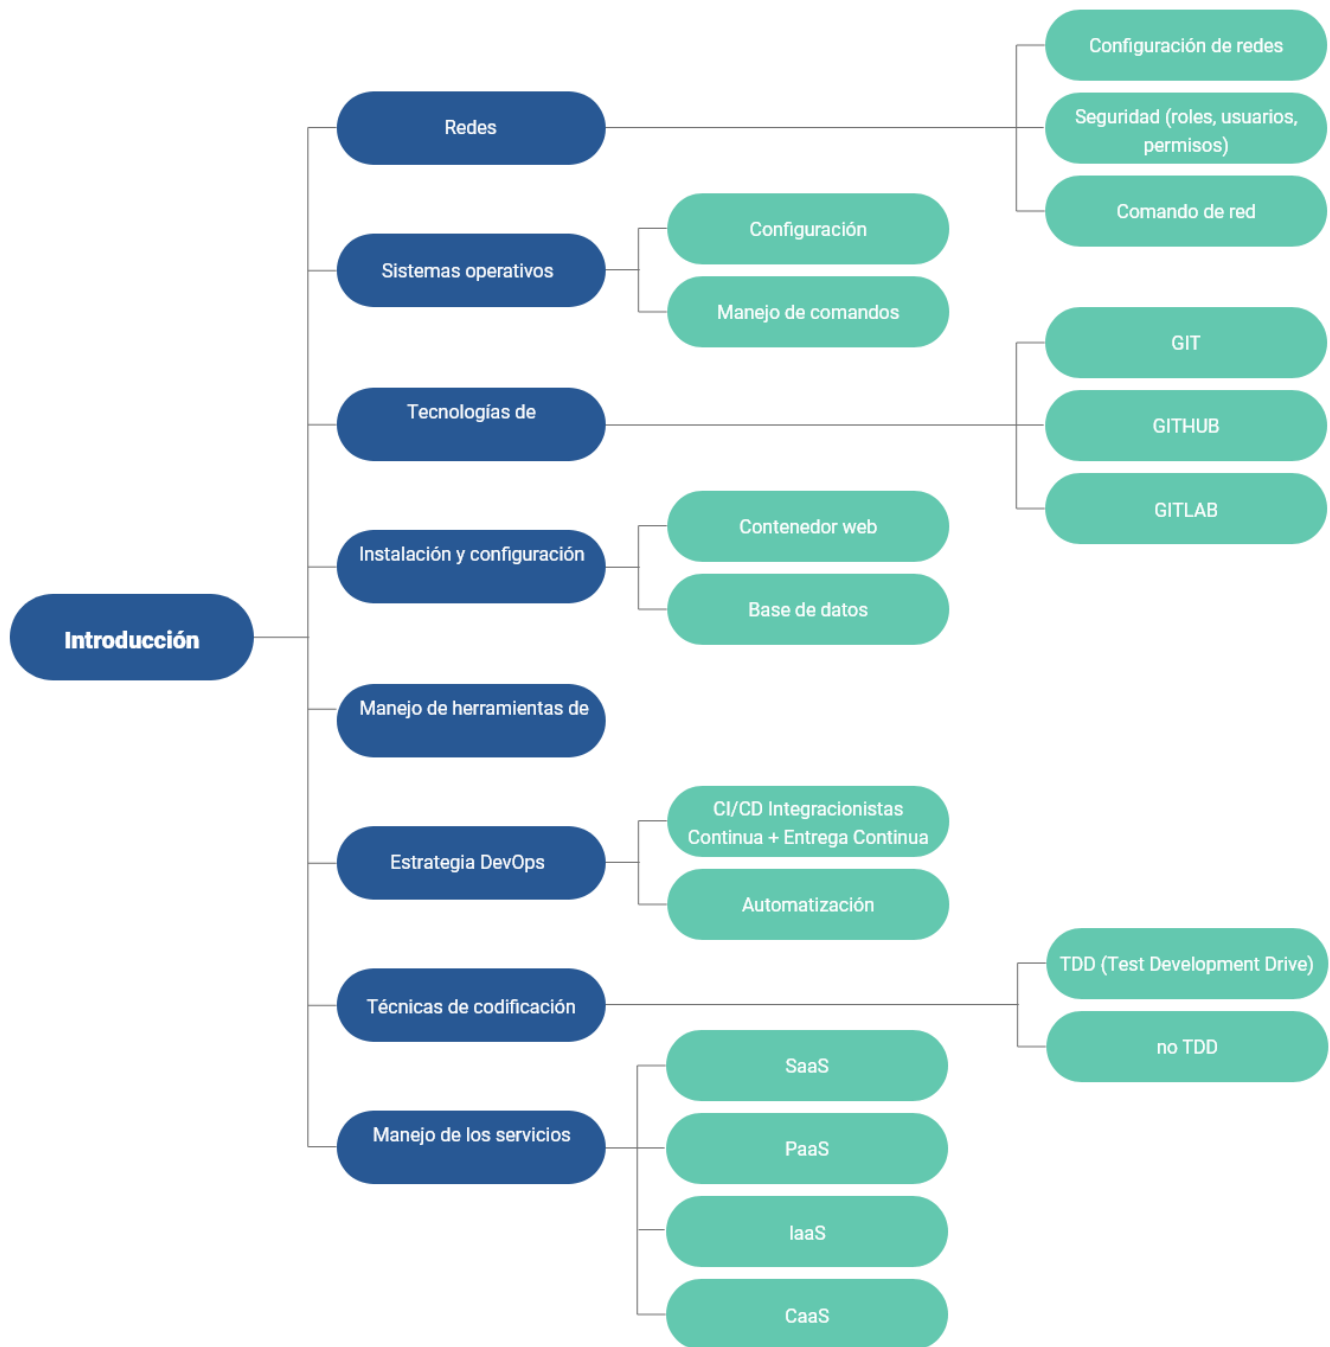 Introducción
Redes
Configuración de redes
Seguridad (roles, usuarios,
permisos)
Comando de red
Sistemas operativos
Configuración
Manejo de comandos
Tecnologías de
GIT
GITHUB
GITLAB
Instalación y configuración
Contenedor web
Base de datos
Manejo de herramientas de
Estrategia DevOps
CI/CD Integracionistas
Continua + Entrega Continua
Automatización
Técnicas de codificación
TDD (Test Development Drive)
no TDD
Manejo de los servicios
SaaS
PaaS
IaaS
CaaS